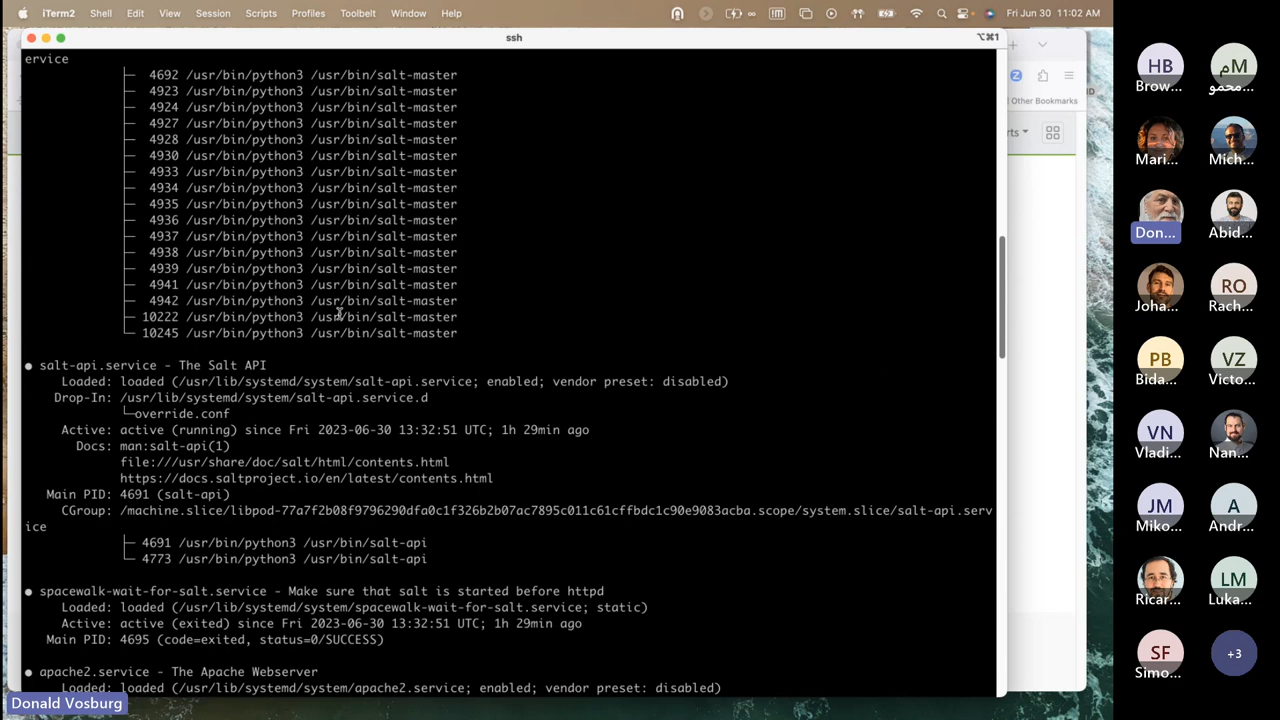 iTerm2 Shell Edit View Session Scripts Profiles Toolbelt Window Help Fri Jun 30 11:02 AM
ssh
⌥⌘1
ervice
├─ 4692 /usr/bin/python3 /usr/bin/salt-master
├─ 4923 /usr/bin/python3 /usr/bin/salt-master
├─ 4924 /usr/bin/python3 /usr/bin/salt-master
├─ 4927 /usr/bin/python3 /usr/bin/salt-master
├─ 4928 /usr/bin/python3 /usr/bin/salt-master
├─ 4930 /usr/bin/python3 /usr/bin/salt-master
├─ 4933 /usr/bin/python3 /usr/bin/salt-master
├─ 4934 /usr/bin/python3 /usr/bin/salt-master
├─ 4935 /usr/bin/python3 /usr/bin/salt-master
├─ 4936 /usr/bin/python3 /usr/bin/salt-master
├─ 4937 /usr/bin/python3 /usr/bin/salt-master
├─ 4938 /usr/bin/python3 /usr/bin/salt-master
├─ 4939 /usr/bin/python3 /usr/bin/salt-master
├─ 4941 /usr/bin/python3 /usr/bin/salt-master
├─ 4942 /usr/bin/python3 /usr/bin/salt-master
├─ 10222 /usr/bin/python3 /usr/bin/salt-master
└─ 10245 /usr/bin/python3 /usr/bin/salt-master
● salt-api.service - The Salt API
Loaded: loaded (/usr/lib/systemd/system/salt-api.service; enabled; vendor preset: disabled)
Drop-In: /usr/lib/systemd/system/salt-api.service.d
└─override.conf
Active: active (running) since Fri 2023-06-30 13:32:51 UTC; 1h 29min ago
Docs: man:salt-api(1)
file:///usr/share/doc/salt/html/contents.html
https://docs.saltproject.io/en/latest/contents.html
Main PID: 4691 (salt-api)
CGroup: /machine.slice/libpod-77a7f2b08f9796290dfa0c1f326b2b07ac7895c011c61cffbdc1c90e9083acba.scope/system.slice/salt-api.serv
ice
├─ 4691 /usr/bin/python3 /usr/bin/salt-api
└─ 4773 /usr/bin/python3 /usr/bin/salt-api
● spacewalk-wait-for-salt.service - Make sure that salt is started before httpd
Loaded: loaded (/usr/lib/systemd/system/spacewalk-wait-for-salt.service; static)
Active: active (exited) since Fri 2023-06-30 13:32:51 UTC; 1h 29min ago
Main PID: 4695 (code=exited, status=0/SUCCESS)
● apache2.service - The Apache Webserver
Loaded: loaded (/usr/lib/systemd/system/apache2.service; enabled; vendor preset: disabled)
Donald Vosburg
Other Bookmarks
rts
HB
Brow...
مم
محمو...
Mari...
Mich...
Don...
Abid...
Joha...
RO
Rach...
PB
Bida...
VZ
Victo...
VN
Vladi...
Nan...
JM
Miko...
A
Andr...
Ricar...
LM
Luka...
SF
Simo...
+3